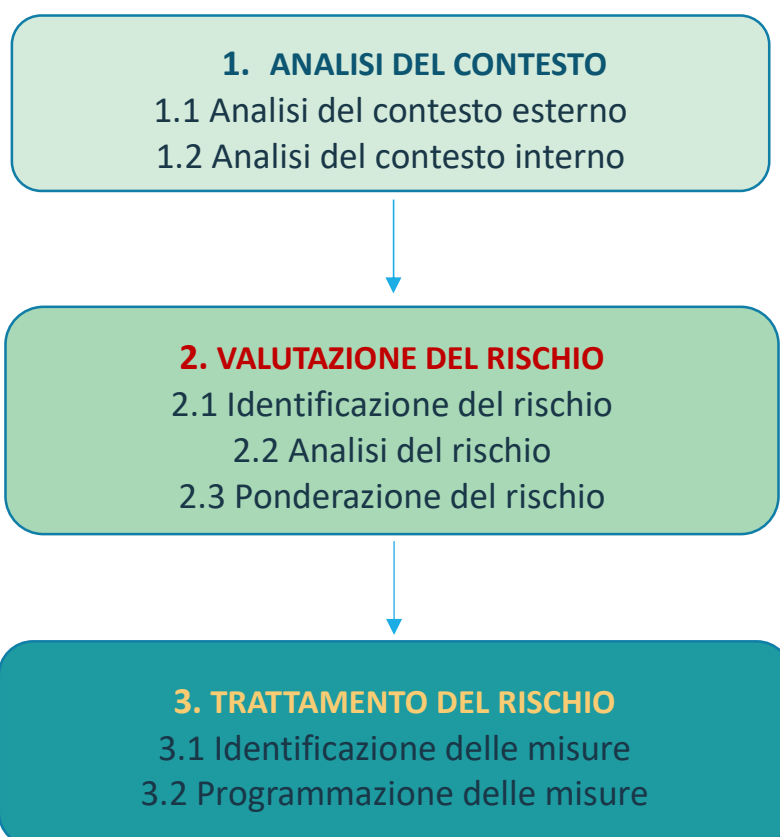 1. ANALISI DEL CONTESTO
1.1 Analisi del contesto esterno
1.2 Analisi del contesto interno
2. VALUTAZIONE DEL RISCHIO
2.1 Identificazione del rischio
2.2 Analisi del rischio
2.3 Ponderazione del rischio
3. TRATTAMENTO DEL RISCHIO
3.1 Identificazione delle misure
3.2 Programmazione delle misure